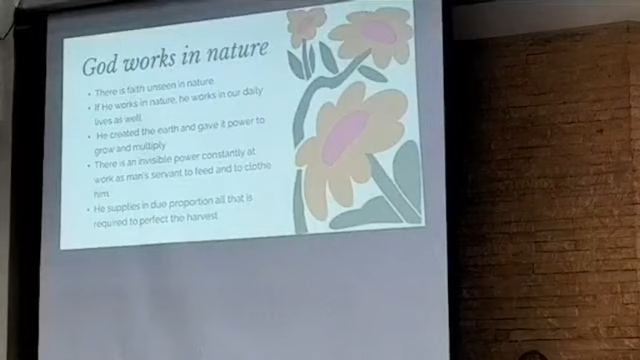 God works in nature
• There is faith unseen in nature.
• If He works in nature, he works in our daily
lives as well.
• He created the earth and gave it power to
grow and multiply
• There is an invisible power constantly at
work as man's servant to feed and to clothe
him.
• He supplies in due proportion all that is
required to perfect the harvest